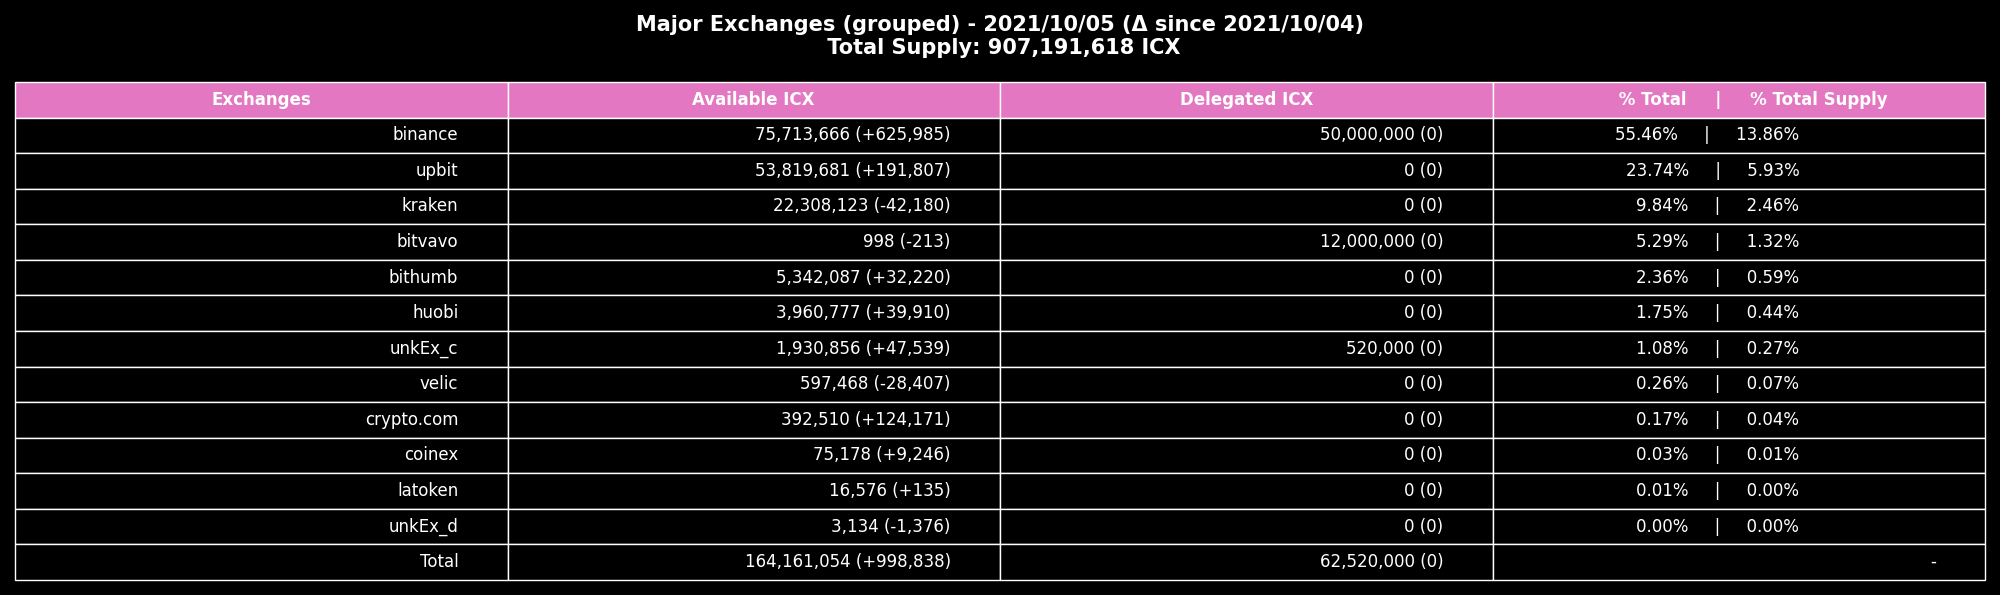 Major Exchanges (grouped) - 2021/10/05 (Δ since 2021/10/04)
Total Supply: 907,191,618 ICX
Exchanges Available ICX Delegated ICX % Total | % Total Supply
binance 75,713,666 (+625,985) 50,000,000 (0) 55.46% | 13.86%
upbit 53,819,681 (+191,807) 0 (0) 23.74% | 5.93%
kraken 22,308,123 (-42,180) 0 (0) 9.84% | 2.46%
bitvavo 998 (-213) 12,000,000 (0) 5.29% | 1.32%
bithumb 5,342,087 (+32,220) 0 (0) 2.36% | 0.59%
huobi 3,960,777 (+39,910) 0 (0) 1.75% | 0.44%
unkEx_c 1,930,856 (+47,539) 520,000 (0) 1.08% | 0.27%
velic 597,468 (-28,407) 0 (0) 0.26% | 0.07%
crypto.com 392,510 (+124,171) 0 (0) 0.17% | 0.04%
coinex 75,178 (+9,246) 0 (0) 0.03% | 0.01%
latoken 16,576 (+135) 0 (0) 0.01% | 0.00%
unkEx_d 3,134 (-1,376) 0 (0) 0.00% | 0.00%
Total 164,161,054 (+998,838) 62,520,000 (0) -